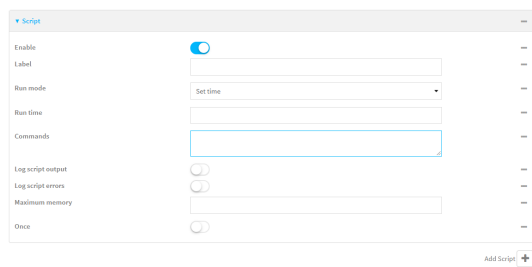 ▼ Script
Enable
Label
Run mode
Set time
Run time
Commands
Log script output
Log script errors
Maximum memory
Once
Add Script